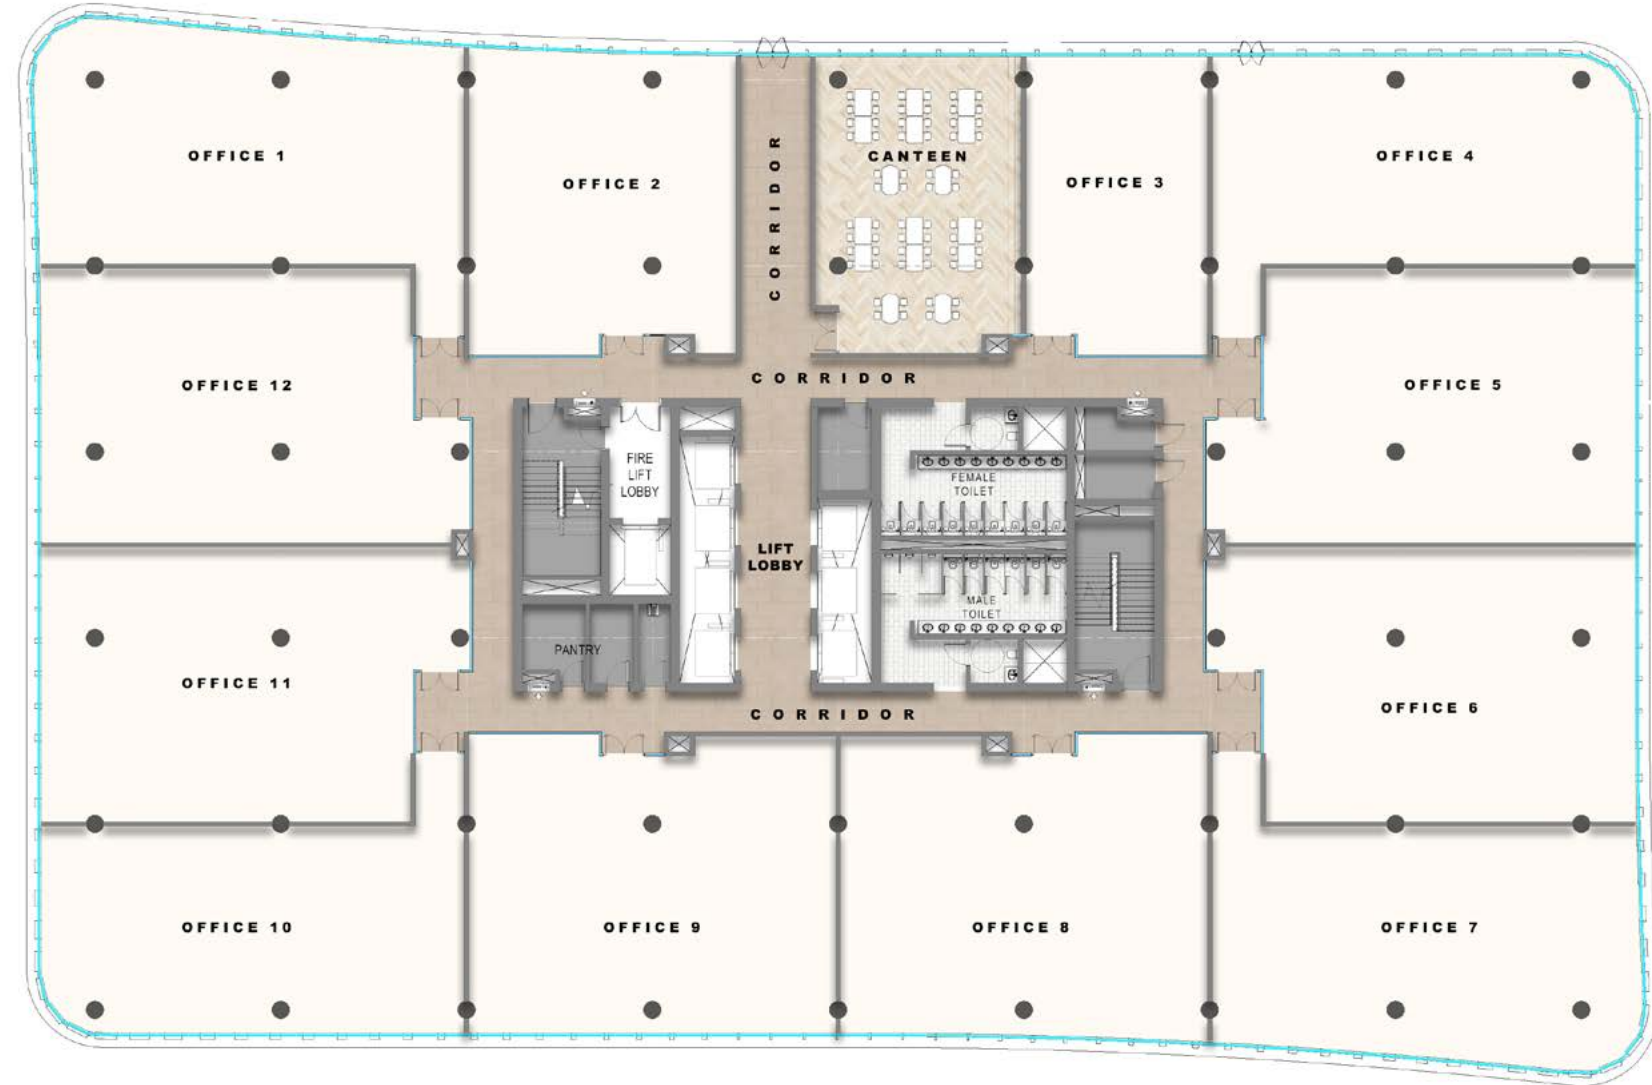 OFFICE 1
OFFICE 2
CORRIDOR
CANTEEN
OFFICE 3
OFFICE 4
OFFICE 12
CORRIDOR
OFFICE 5
FIRE
LIFT
LOBBY
FEMALE
TOILET
LIFT
LOBBY
MALE
TOILET
PANTRY
OFFICE 11
OFFICE 6
CORRIDOR
OFFICE 10
OFFICE 9
OFFICE 8
OFFICE 7